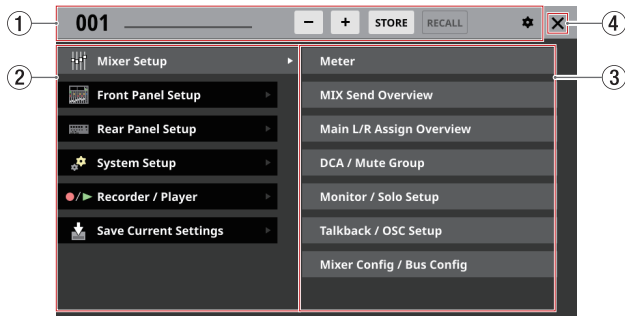 ① 001 − + STORE RECALL ④
② Mixer Setup Meter ③
Front Panel Setup MIX Send Overview
Rear Panel Setup Main L/R Assign Overview
System Setup DCA / Mute Group
Recorder / Player Monitor / Solo Setup
Save Current Settings Talkback / OSC Setup
Mixer Config / Bus Config